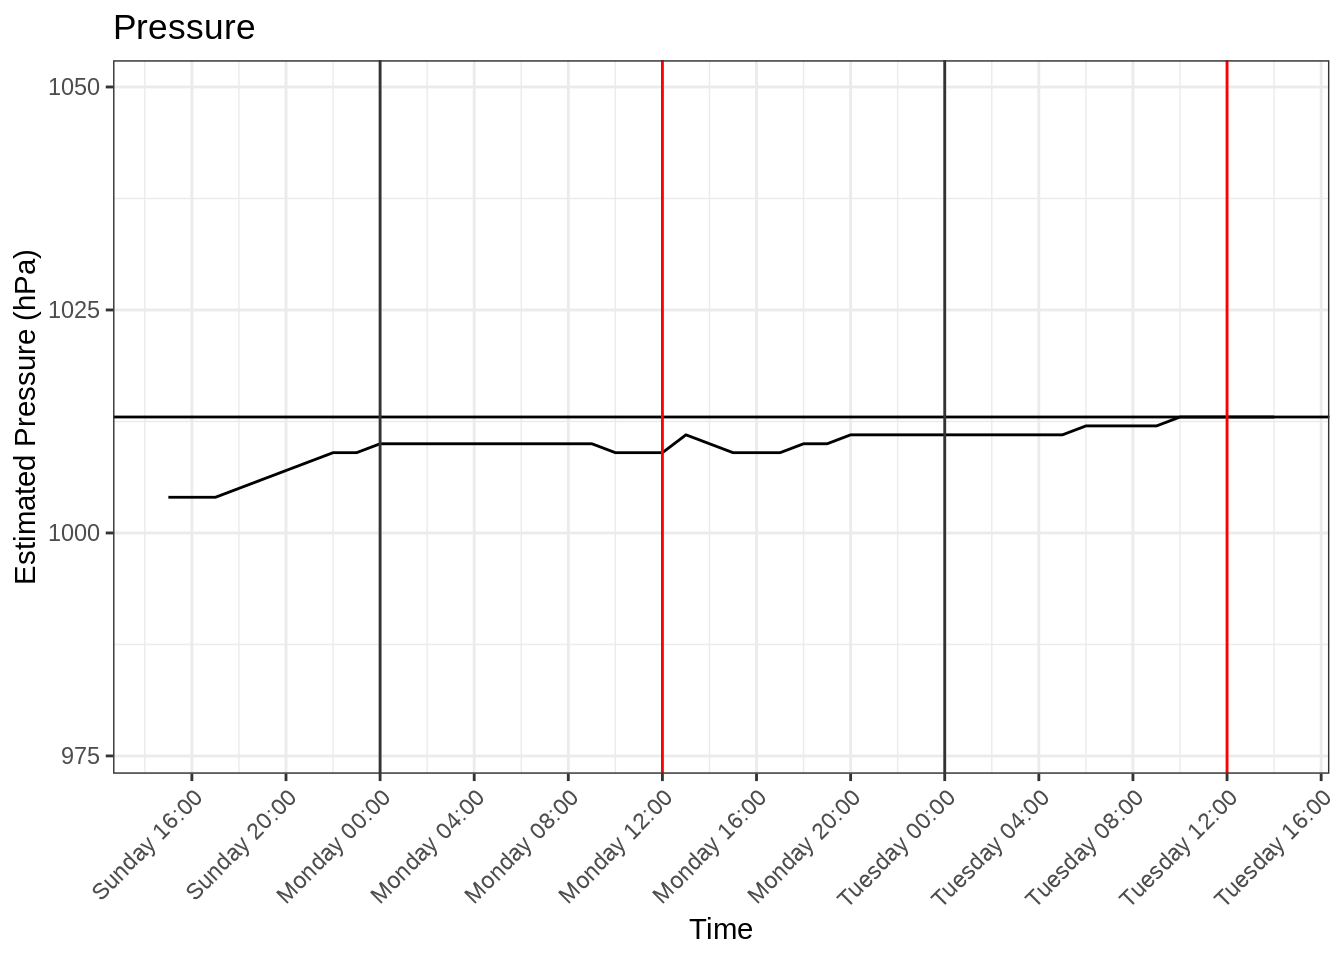 Pressure
Estimated Pressure (hPa)
1050
1025
1000
975
Sunday 16:00
Sunday 20:00
Monday 00:00
Monday 04:00
Monday 08:00
Monday 12:00
Monday 16:00
Monday 20:00
Tuesday 00:00
Tuesday 04:00
Tuesday 08:00
Tuesday 12:00
Tuesday 16:00
Time